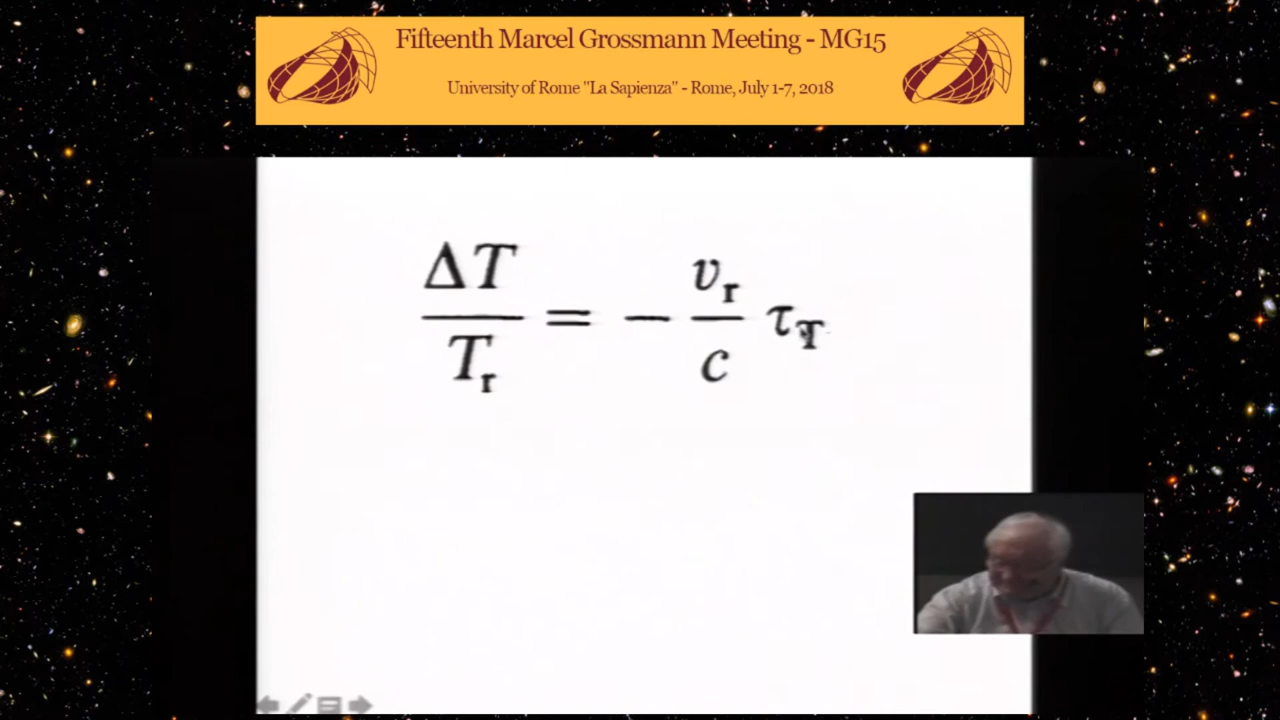 Fifteenth Marcel Grossmann Meeting - MG15
University of Rome "La Sapienza" - Rome, July 1-7, 2018
ΔT/T_r = − v_r/c τ_T